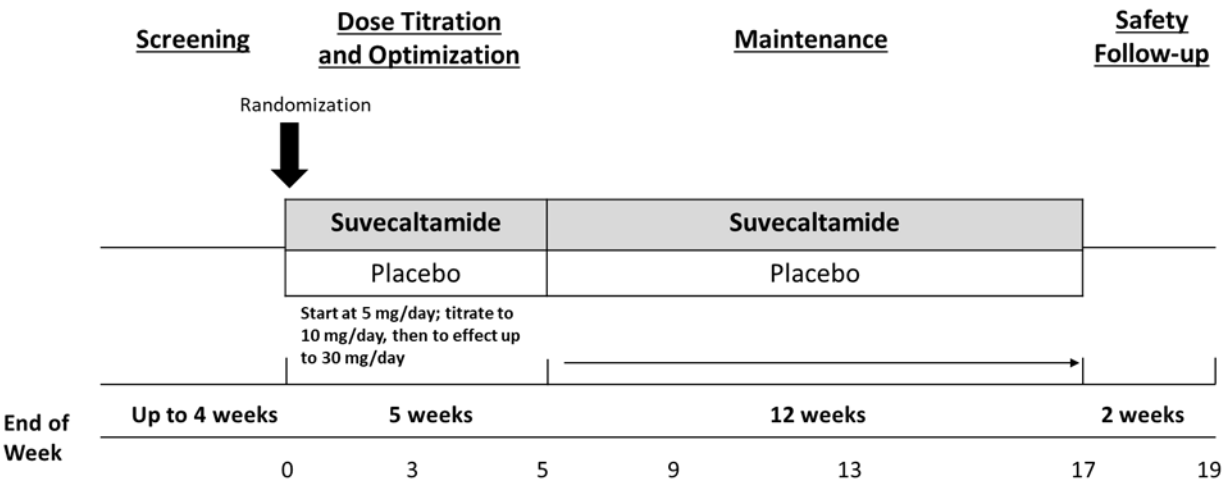 Screening
Dose Titration
and Optimization
Maintenance
Safety
Follow-up
Randomization
Suvecaltamide
Suvecaltamide
Placebo
Placebo
Start at 5 mg/day; titrate to
10 mg/day, then to effect up
to 30 mg/day
End of
Week
Up to 4 weeks
5 weeks
12 weeks
2 weeks
0 3 5 9 13 17 19